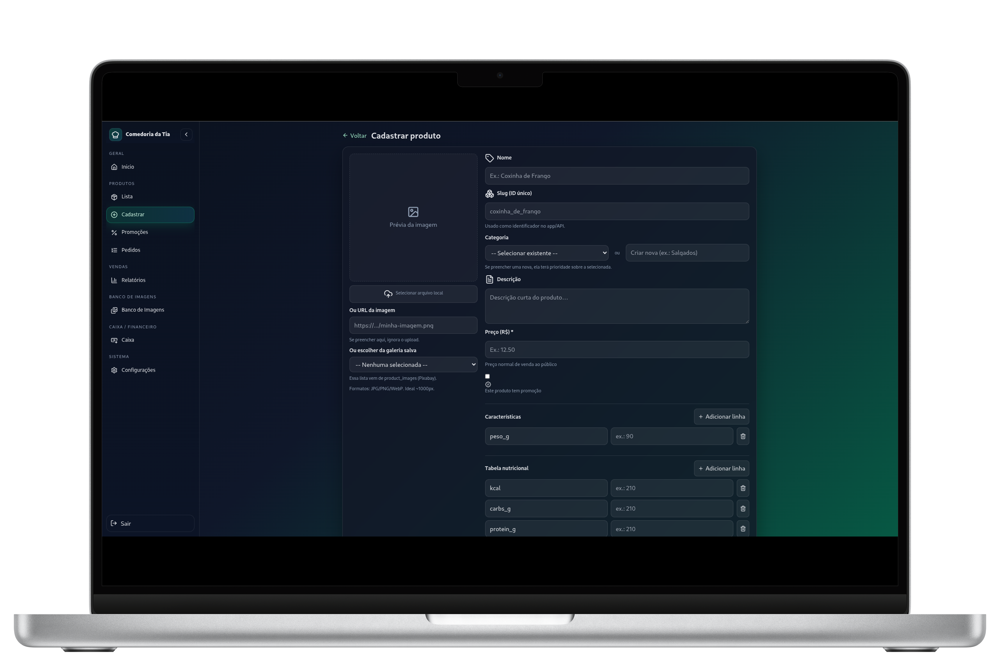 Comedoria da Tia
GERAL
Inicio
PRODUTOS
Lista
Cadastrar
Promoções
Pedidos
VENDAS
Relatórios
BANCO DE IMAGENS
Banco de Imagens
CAIXA / FINANCEIRO
Caixa
SISTEMA
Configurações
Sair
Voltar Cadastrar produto
Prévia da imagem
Selecionar arquivo local
Ou URL da imagem
https://.../minha-imagem.png
Se preencher aqui, ignora o upload.
Ou escolher da galeria salva
-- Nenhuma selecionada --
Essa lista vem de product_images (Pixabay).
Formatos: JPG/PNG/WebP. Ideal ~1000px.
Nome
Ex.: Coxinha de Frango
Slug (ID único)
coxinha_de_frango
Usado como identificador no app/API.
Categoria
-- Selecionar existente -- ou Criar nova (ex.: Salgados)
Se preencher uma nova, ela terá prioridade sobre a selecionada.
Descrição
Descrição curta do produto…
Preço (R$) *
Ex.: 12.50
Preço normal de venda ao público
Este produto tem promoção
Características + Adicionar linha
peso_g ex.: 90
Tabela nutricional + Adicionar linha
kcal ex.: 210
carbs_g ex.: 210
protein_g ex.: 210